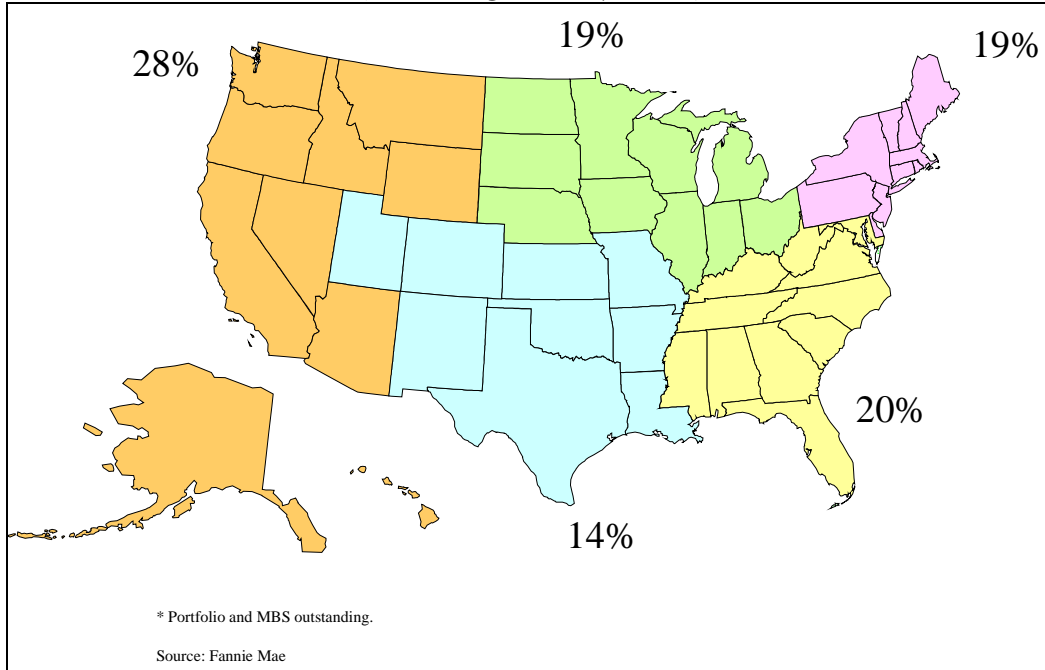 19%
19%
28%
20%
14%
* Portfolio and MBS outstanding.
Source: Fannie Mae